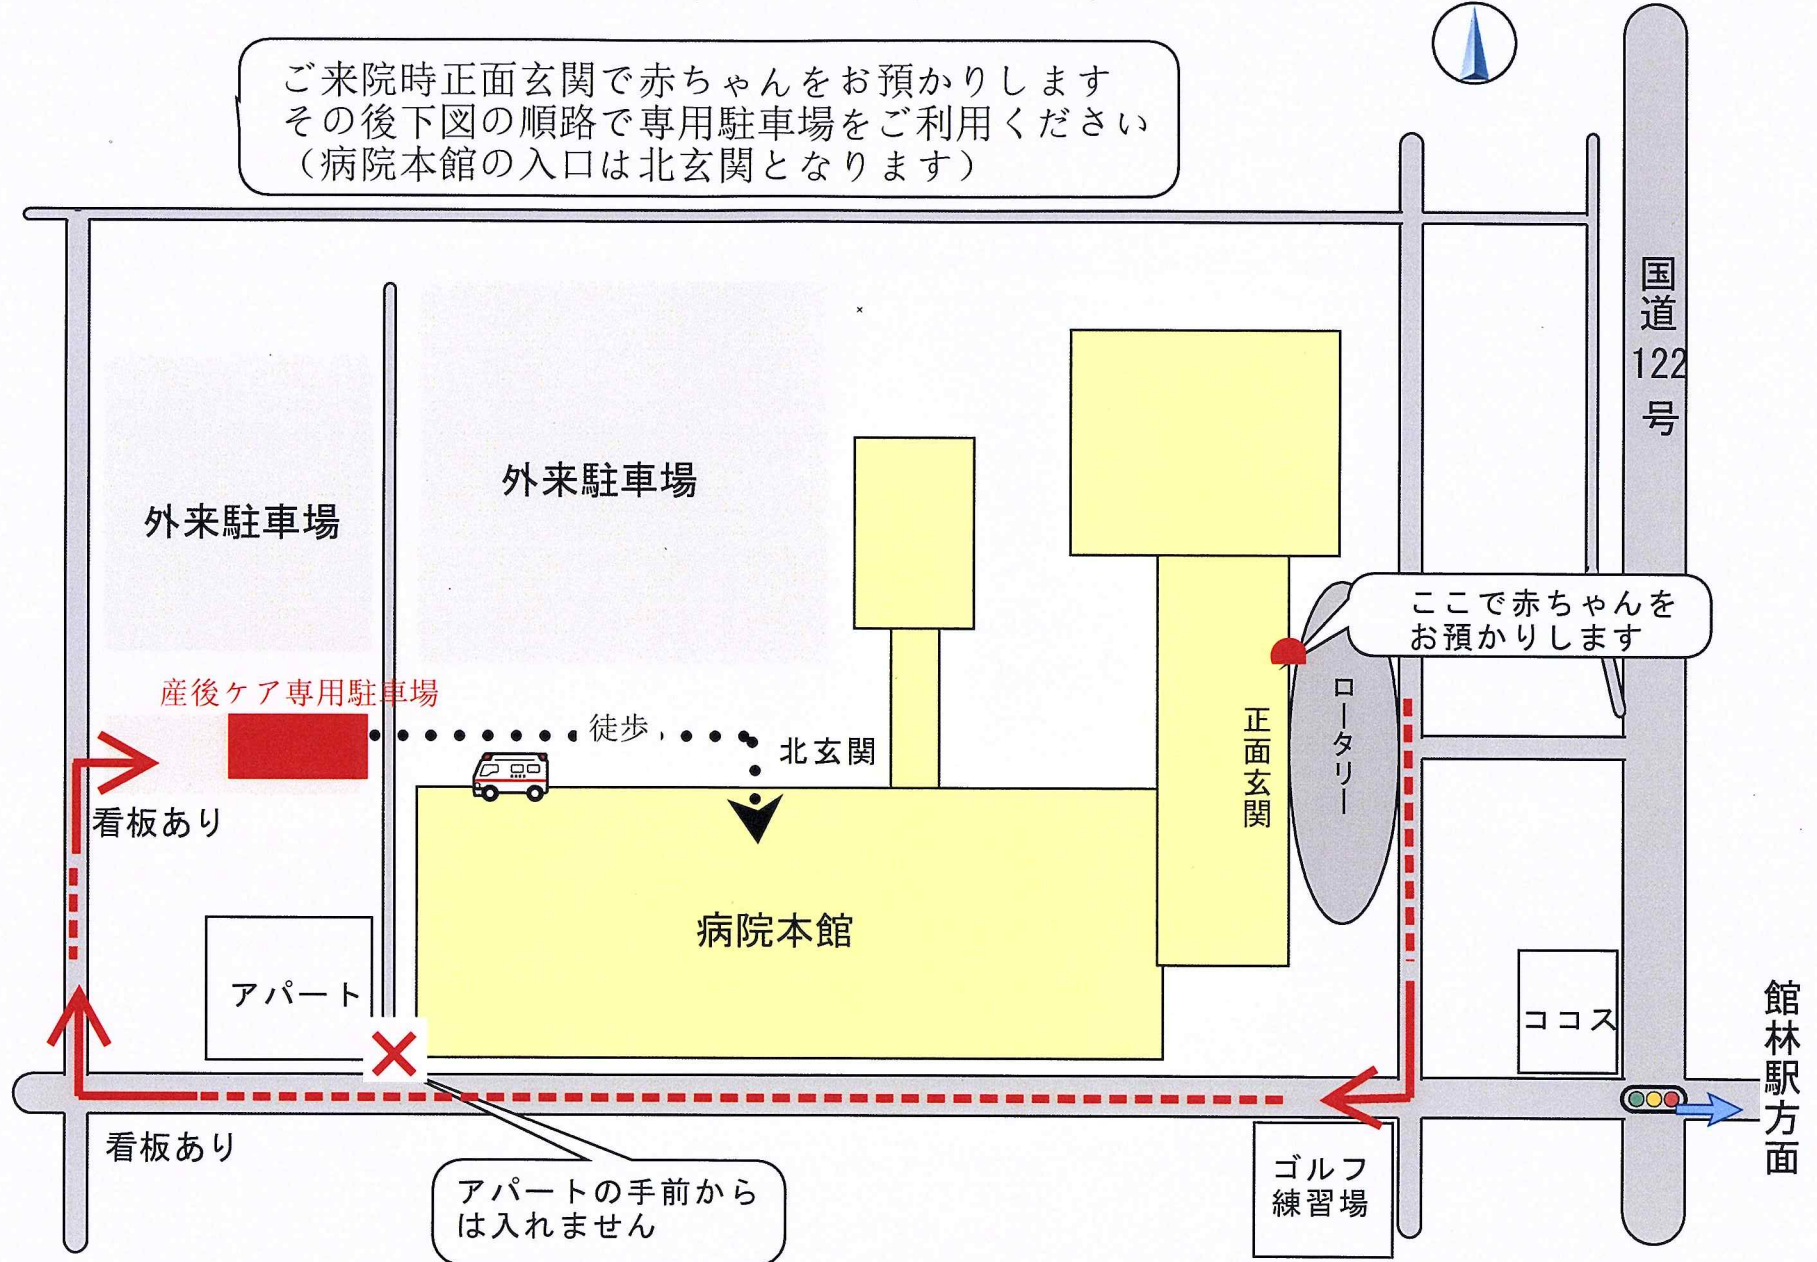 ご来院時正面玄関で赤ちゃんをお預かりします
その後下図の順路で専用駐車場をご利用ください
（病院本館の入口は北玄関となります）
国道122号
外来駐車場
外来駐車場
ここで赤ちゃんを
お預かりします
産後ケア専用駐車場
徒歩
北玄関
正面玄関
ロータリー
看板あり
病院本館
アパート
ココス
館林駅方面
看板あり
アパートの手前から
は入れません
ゴルフ
練習場